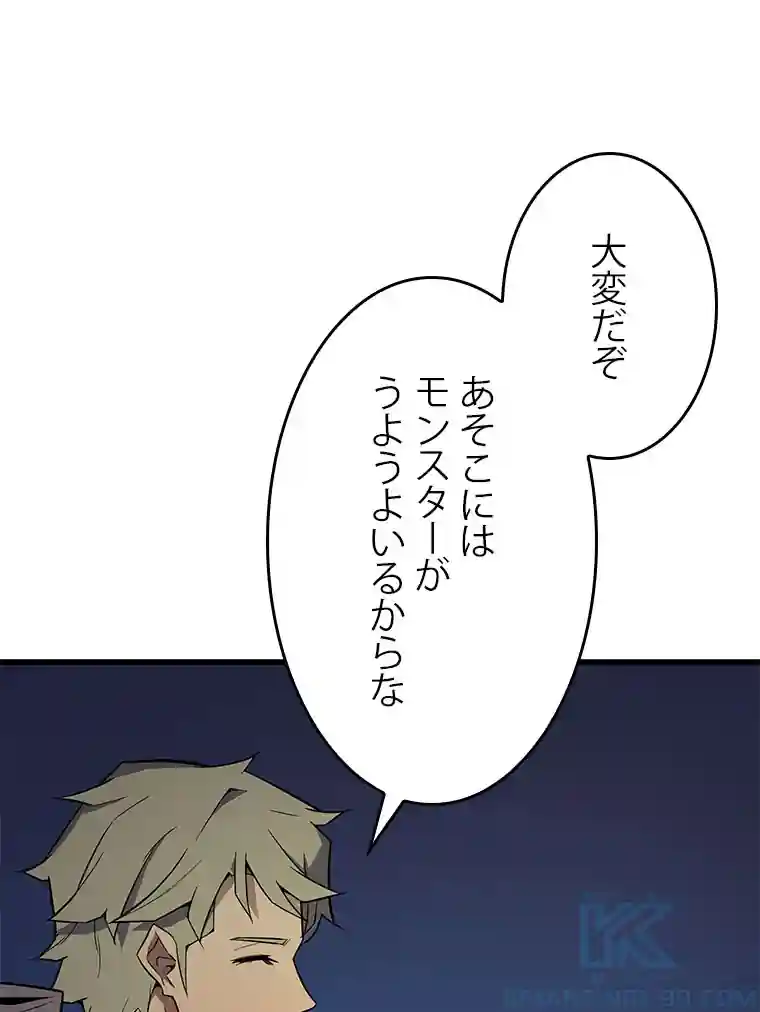 大変だぞ
あそこには
モンスターが
うようよいるからな